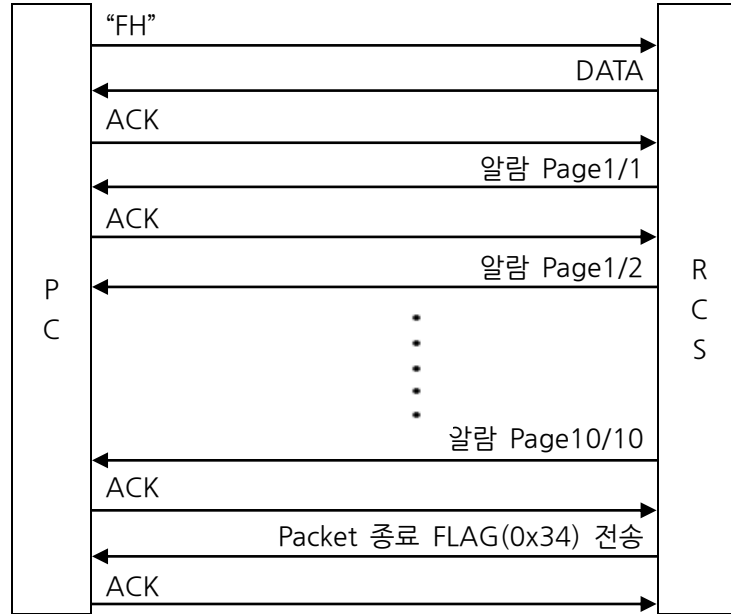 “FH”
DATA
ACK
알람 Page1/1
ACK
알람 Page1/2
P
C
R
C
S
알람 Page10/10
ACK
Packet 종료 FLAG(0x34) 전송
ACK